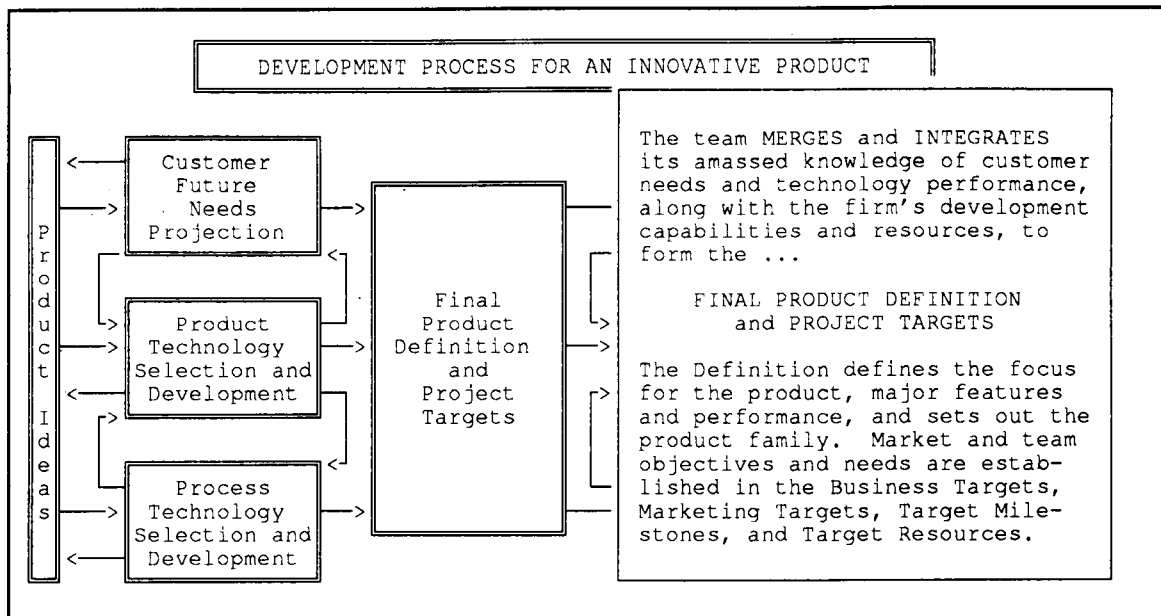 DEVELOPMENT PROCESS FOR AN INNOVATIVE PRODUCT
Product Ideas
Customer
Future
Needs
Projection
Product
Technology
Selection and
Development
Process
Technology
Selection and
Development
Final
Product
Definition
and
Project
Targets
The team MERGES and INTEGRATES
its amassed knowledge of customer
needs and technology performance,
along with the firm's development
capabilities and resources, to
form the ...
FINAL PRODUCT DEFINITION
and PROJECT TARGETS
The Definition defines the focus
for the product, major features
and performance, and sets out the
product family. Market and team
objectives and needs are estab-
lished in the Business Targets,
Marketing Targets, Target Mile-
stones, and Target Resources.